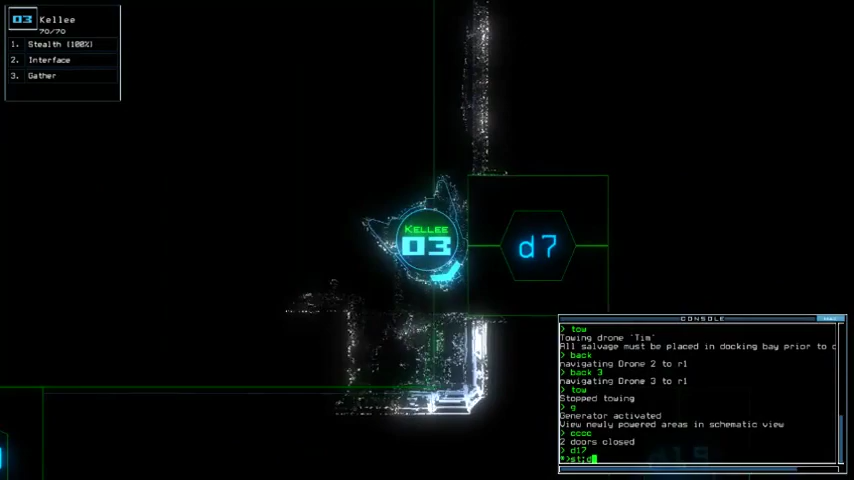 03 Kellee
70/70
1. Stealth (100%)
2. Interface
3. Gather
KELLEE
03
d7
CONSOLE
> tow
Towing drone 'Tim'
All salvage must be placed in docking bay prior to
> back
navigating Drone 2 to r1
> back 3
navigating Drone 3 to r1
> tow
Stopped towing
> g
Generator activated
View newly powered areas in schematic view
> cccc
2 doors closed
> d17
*>st;d